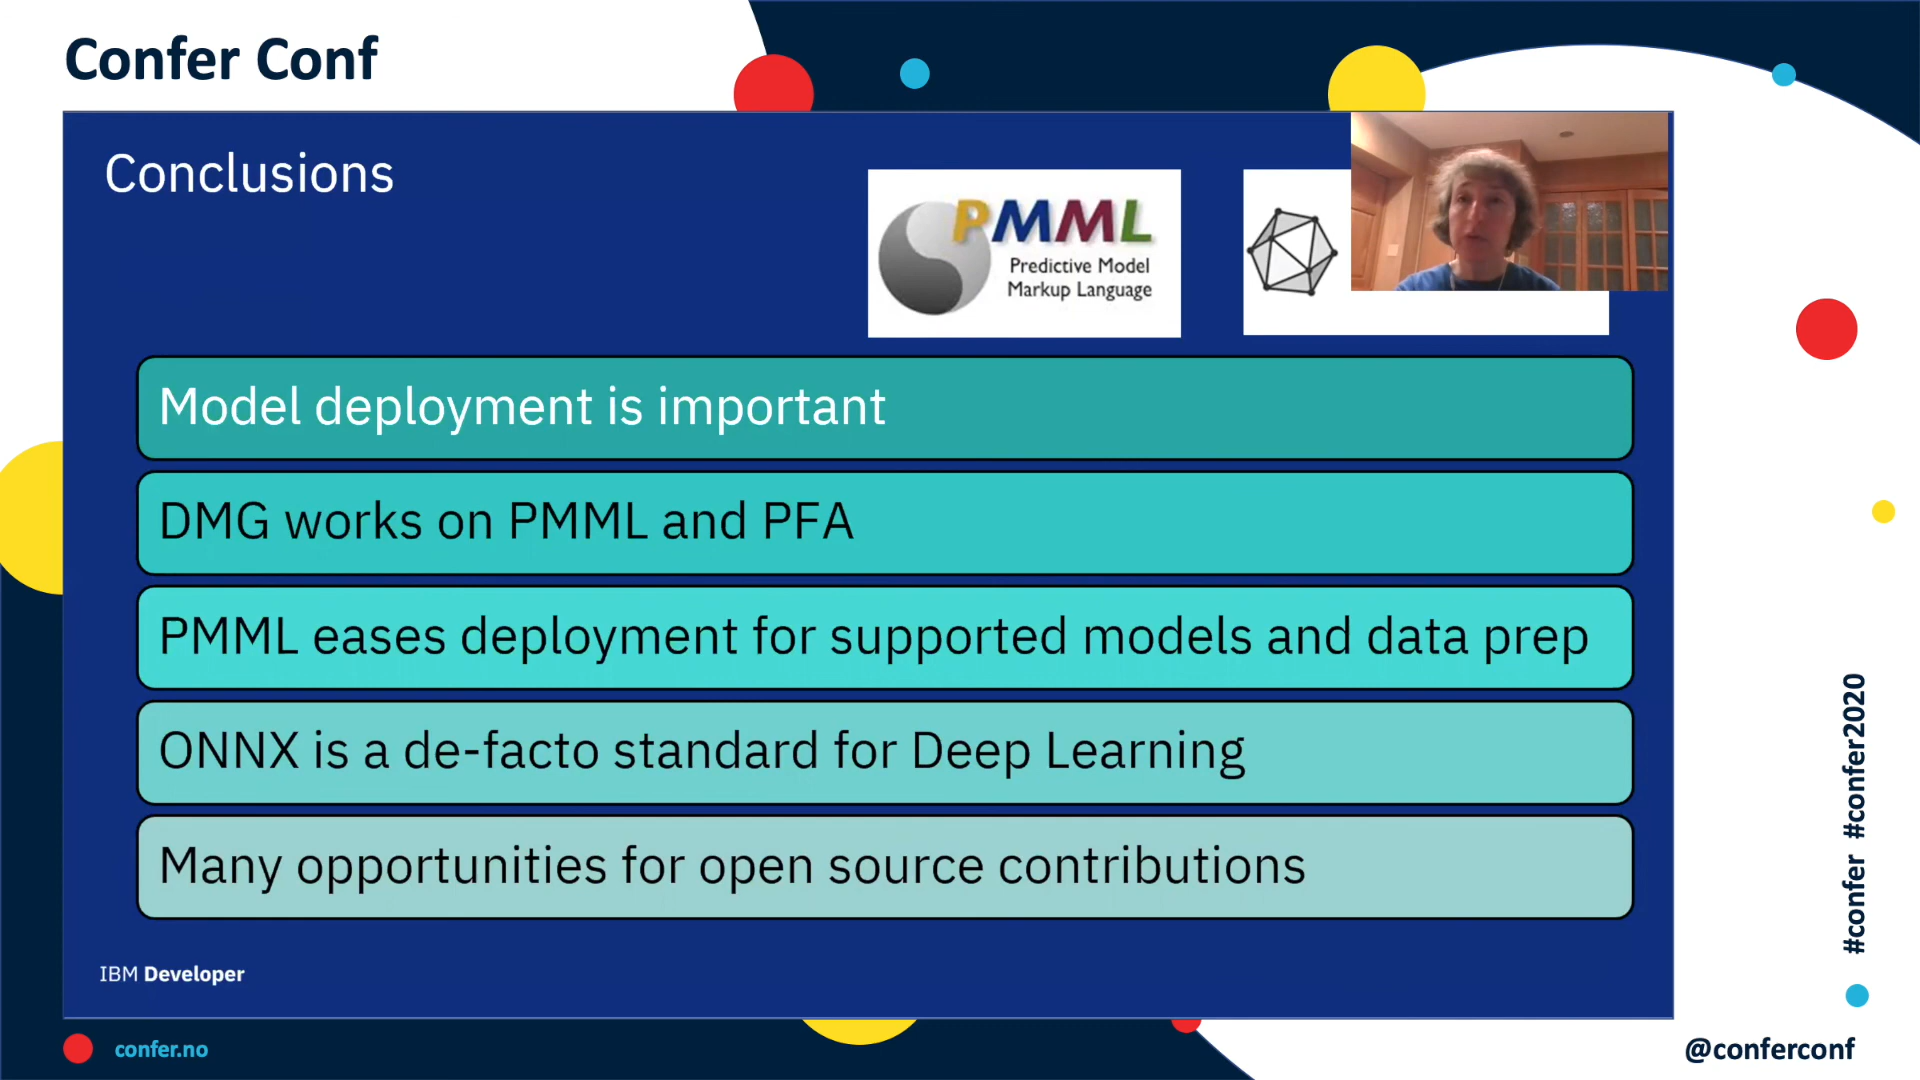 Confer Conf
Conclusions
PMML
Predictive Model
Markup Language
Model deployment is important
DMG works on PMML and PFA
PMML eases deployment for supported models and data prep
ONNX is a de-facto standard for Deep Learning
Many opportunities for open source contributions
IBM Developer
#confer #confer2020
confer.no
@conferconf